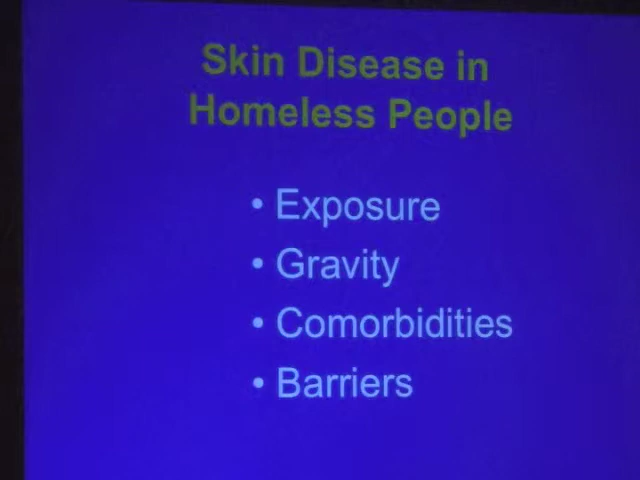 Skin Disease in
Homeless People
• Exposure
• Gravity
• Comorbidities
• Barriers